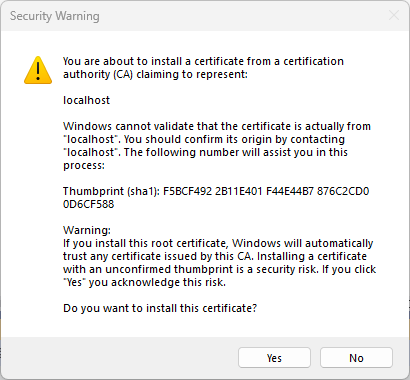 Security Warning
You are about to install a certificate from a certification
authority (CA) claiming to represent:
localhost
Windows cannot validate that the certificate is actually from
"localhost". You should confirm its origin by contacting
"localhost". The following number will assist you in this
process:
Thumbprint (sha1): F5BCF492 2B11E401 F44E44B7 876C2CD0
0D6CF588
Warning:
If you install this root certificate, Windows will automatically
trust any certificate issued by this CA. Installing a certificate
with an unconfirmed thumbprint is a security risk. If you click
"Yes" you acknowledge this risk.
Do you want to install this certificate?
Yes
No